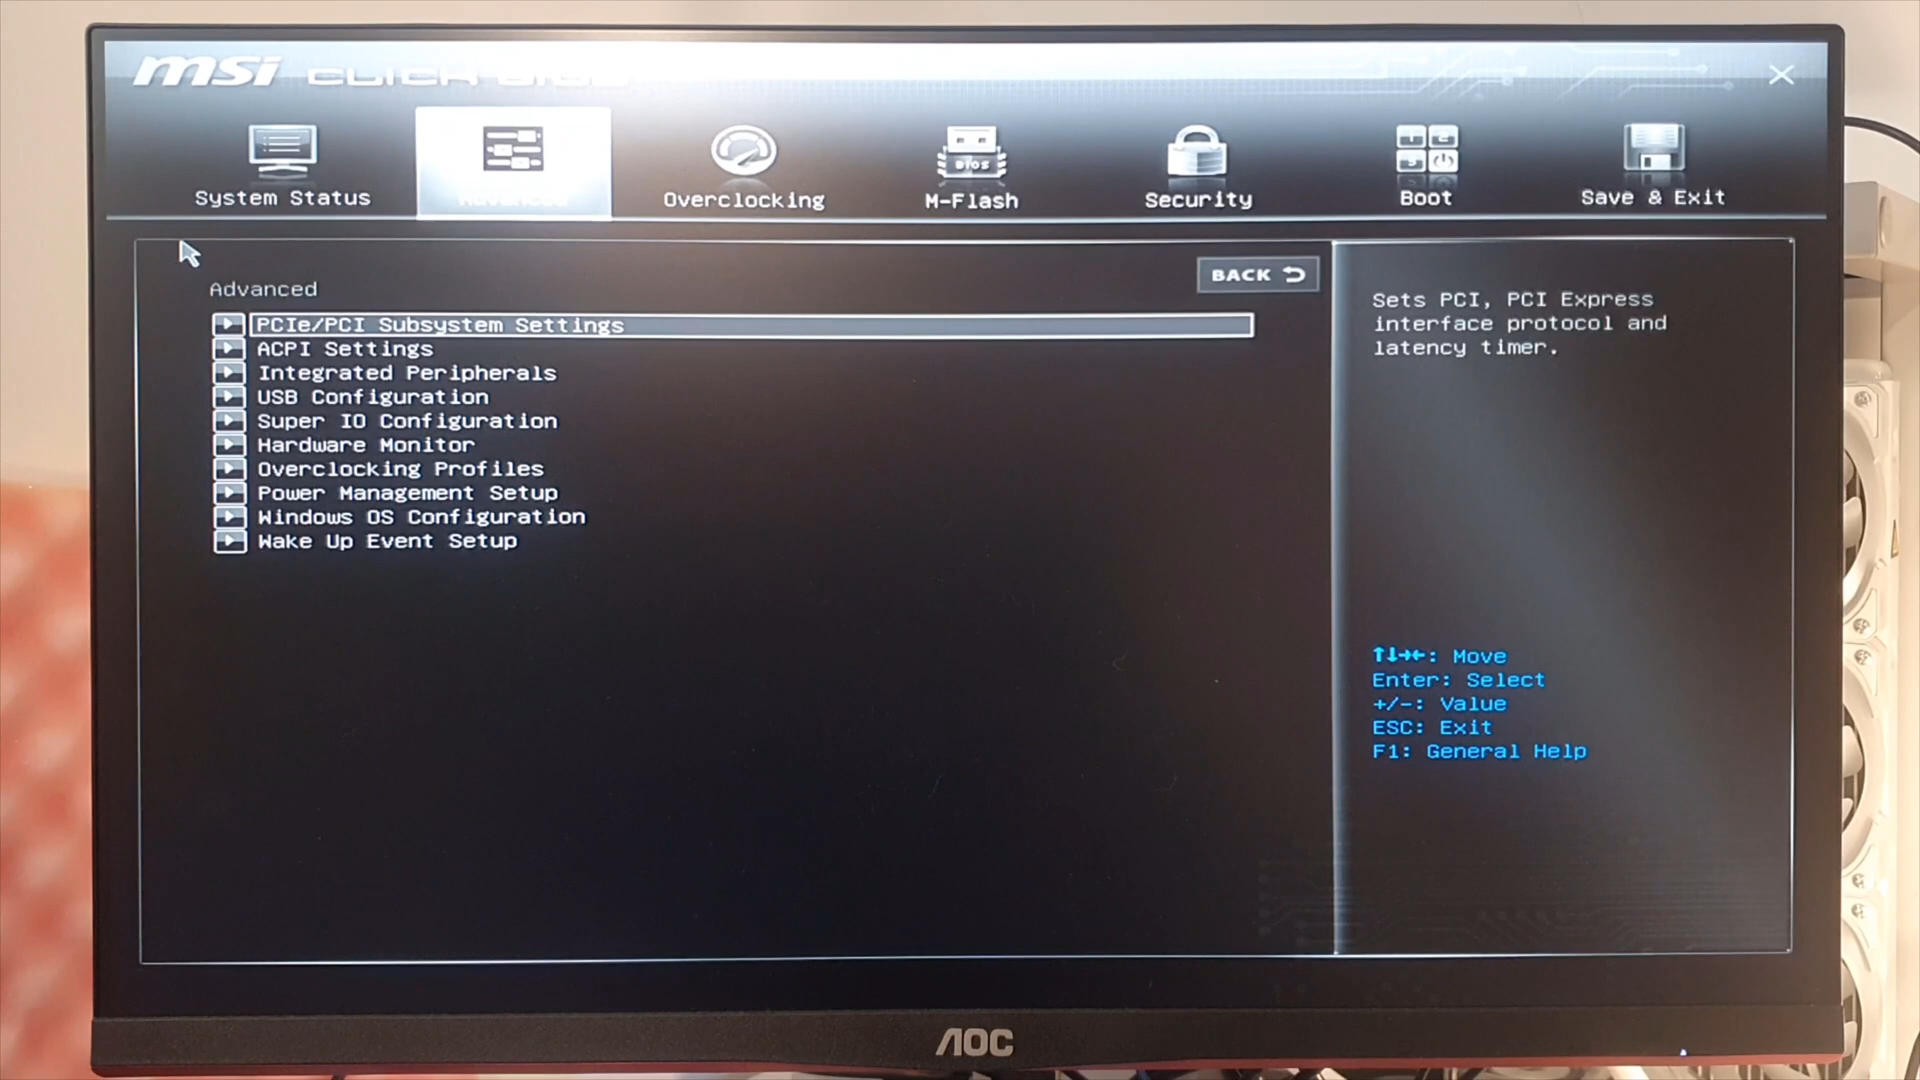 msi CLICK BIOS
System Status
Advanced
Overclocking
BIOS
M-Flash
Security
Boot
Save & Exit
BACK
Advanced
PCIe/PCI Subsystem Settings
ACPI Settings
Integrated Peripherals
USB Configuration
Super IO Configuration
Hardware Monitor
Overclocking Profiles
Power Management Setup
Windows OS Configuration
Wake Up Event Setup
Sets PCI, PCI Express
interface protocol and
latency timer.
↑↓→←: Move
Enter: Select
+/-: Value
ESC: Exit
F1: General Help
AOC